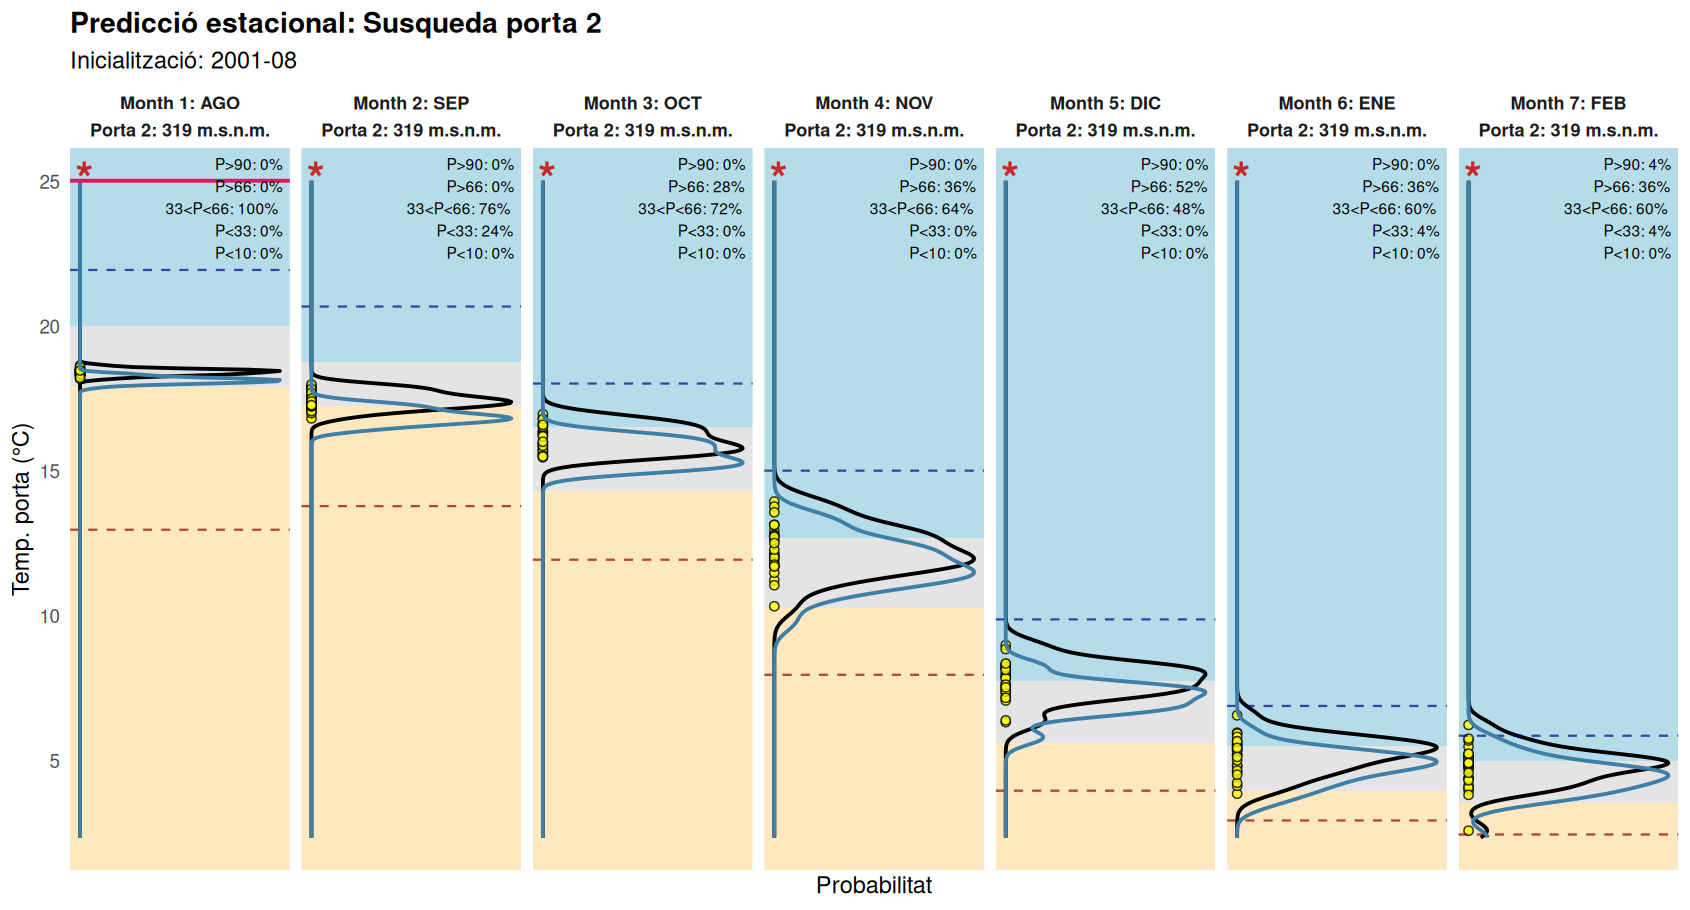 Predicció estacional: Susqueda porta 2
Inicialització: 2001-08
Month 1: AGO
Porta 2: 319 m.s.n.m.
Month 2: SEP
Porta 2: 319 m.s.n.m.
Month 3: OCT
Porta 2: 319 m.s.n.m.
Month 4: NOV
Porta 2: 319 m.s.n.m.
Month 5: DIC
Porta 2: 319 m.s.n.m.
Month 6: ENE
Porta 2: 319 m.s.n.m.
Month 7: FEB
Porta 2: 319 m.s.n.m.
*
P>90: 0%
P>66: 0%
33<P<66: 100%
P<33: 0%
P<10: 0%
*
P>90: 0%
P>66: 0%
33<P<66: 76%
P<33: 24%
P<10: 0%
*
P>90: 0%
P>66: 28%
33<P<66: 72%
P<33: 0%
P<10: 0%
*
P>90: 0%
P>66: 36%
33<P<66: 64%
P<33: 0%
P<10: 0%
*
P>90: 0%
P>66: 52%
33<P<66: 48%
P<33: 0%
P<10: 0%
*
P>90: 0%
P>66: 36%
33<P<66: 60%
P<33: 4%
P<10: 0%
*
P>90: 4%
P>66: 36%
33<P<66: 60%
P<33: 4%
P<10: 0%
25
20
15
10
5
Temp. porta (°C)
Probabilitat